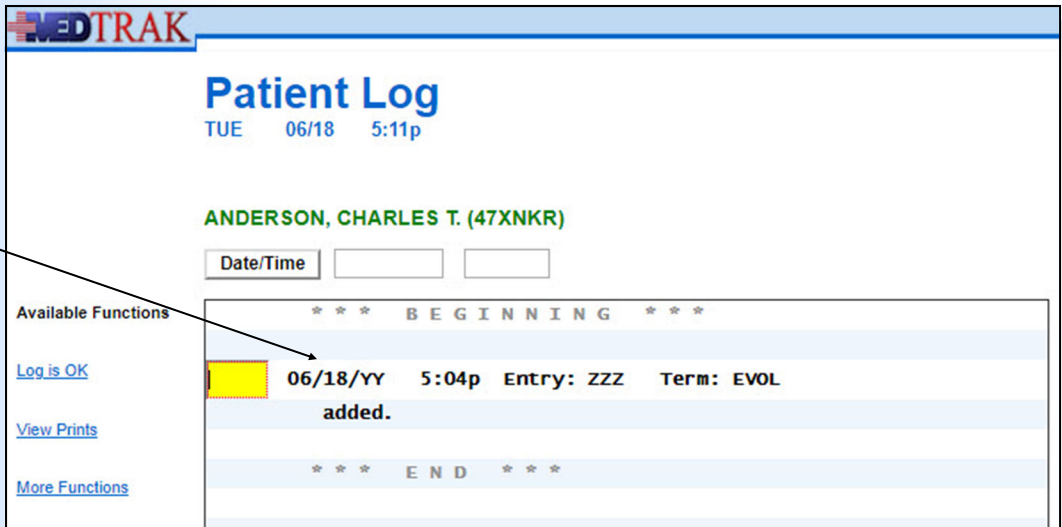 MEDTRAK
Patient Log
TUE 06/18 5:11p
ANDERSON, CHARLES T. (47XNKR)
Date/Time
Available Functions
* * * B E G I N N I N G * * *
Log is OK
06/18/YY 5:04p Entry: ZZZ Term: EVOL
added.
View Prints
* * * E N D * * *
More Functions